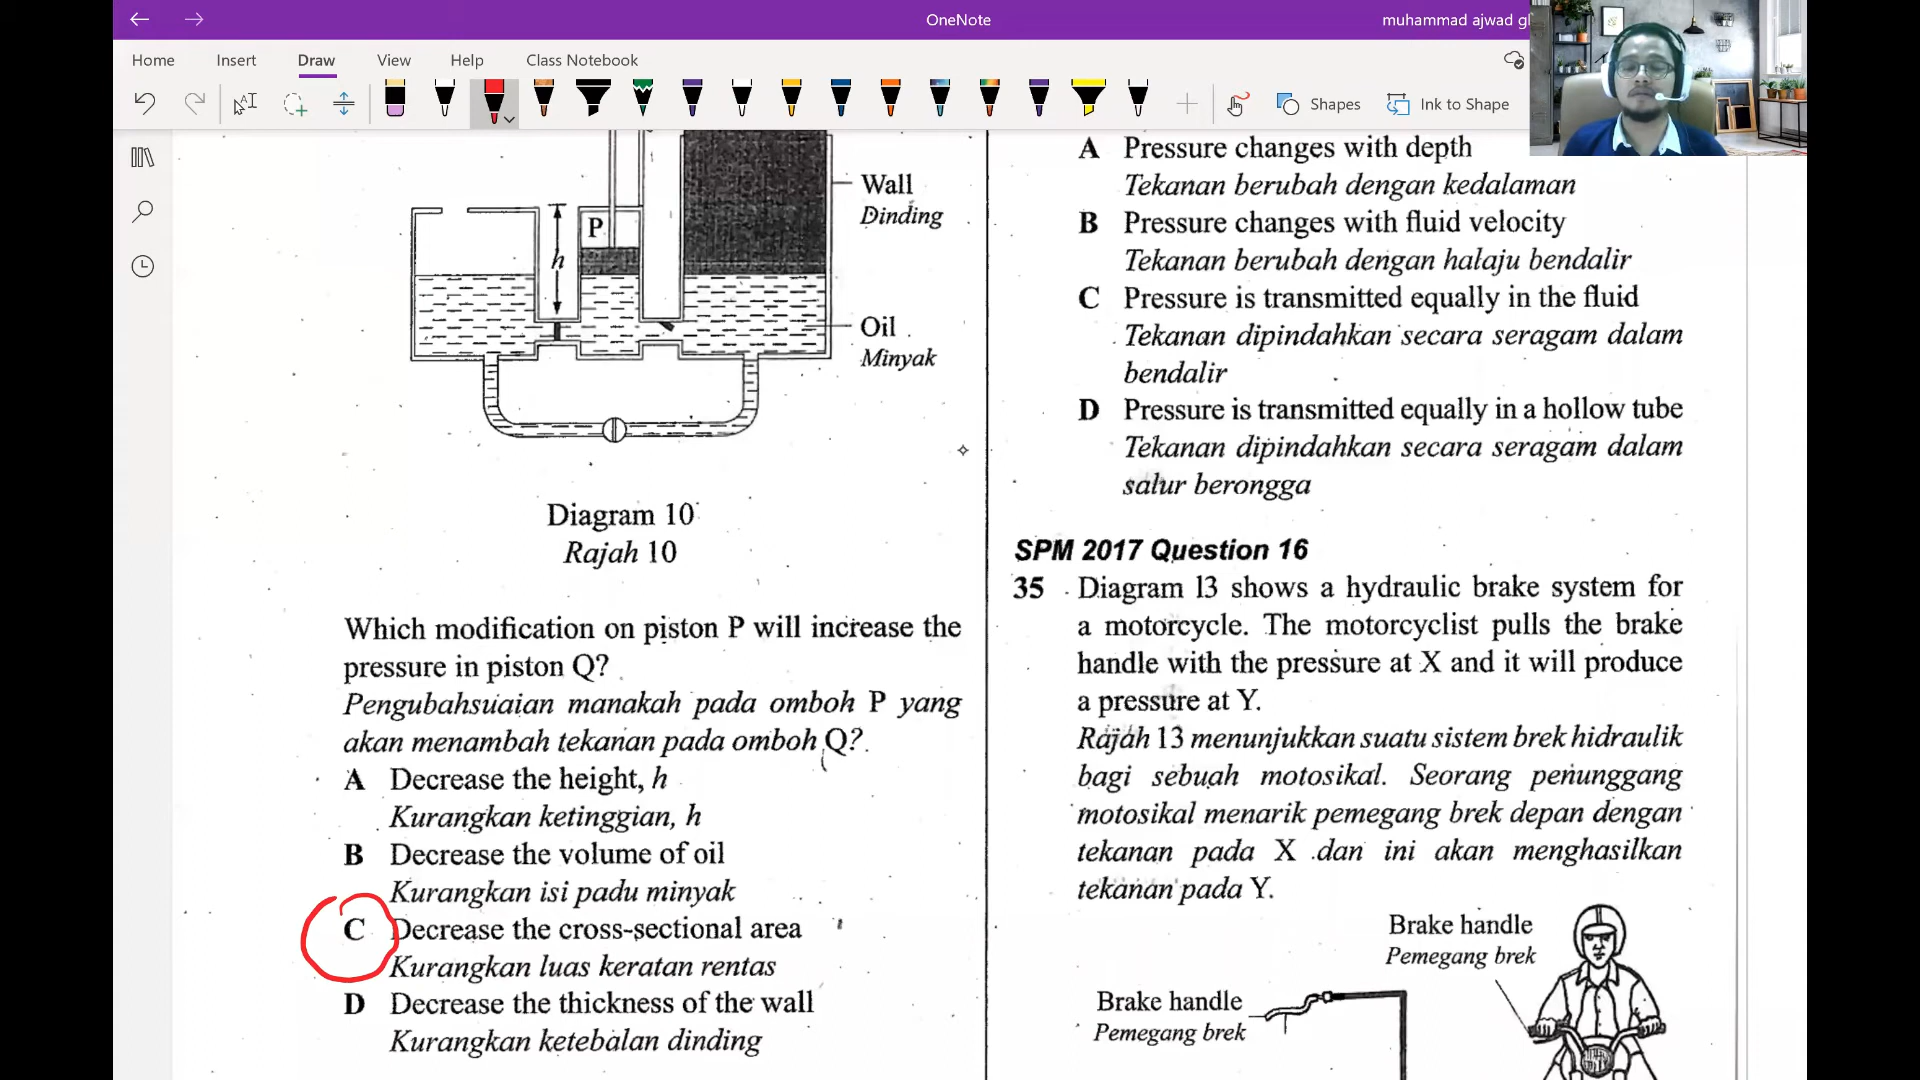 OneNote
muhammad ajwad gl
Home
Insert
Draw
View
Help
Class Notebook
Shapes
Ink to Shape
Wall
Dinding
P
h
Oil
Minyak
Diagram 10
Rajah 10
Which modification on piston P will increase the
pressure in piston Q?
Pengubahsuaian manakah pada omboh P yang
akan menambah tekanan pada omboh Q?
A Decrease the height, h
Kurangkan ketinggian, h
B Decrease the volume of oil
Kurangkan isi padu minyak
C Decrease the cross-sectional area
Kurangkan luas keratan rentas
D Decrease the thickness of the wall
Kurangkan ketebalan dinding
A Pressure changes with depth
Tekanan berubah dengan kedalaman
B Pressure changes with fluid velocity
Tekanan berubah dengan halaju bendalir
C Pressure is transmitted equally in the fluid
Tekanan dipindahkan secara seragam dalam
bendalir
D Pressure is transmitted equally in a hollow tube
Tekanan dipindahkan secara seragam dalam
salur berongga
SPM 2017 Question 16
35 Diagram 13 shows a hydraulic brake system for
a motorcycle. The motorcyclist pulls the brake
handle with the pressure at X and it will produce
a pressure at Y.
Rajah 13 menunjukkan suatu sistem brek hidraulik
bagi sebuah motosikal. Seorang penunggang
motosikal menarik pemegang brek depan dengan
tekanan pada X dan ini akan menghasilkan
tekanan pada Y.
Brake handle
Pemegang brek
Brake handle
Pemegang brek